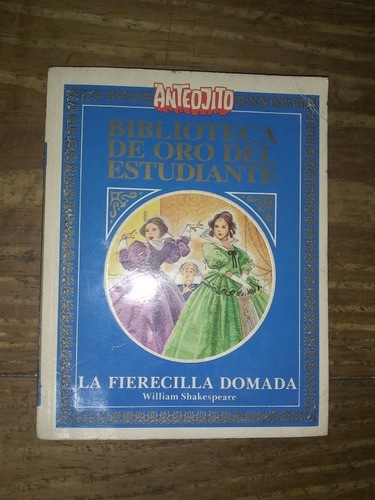 ANTEOJITO
BIBLIOTECA
DE ORO DEL
ESTUDIANTE
LA FIERECILLA DOMADA
William Shakespeare